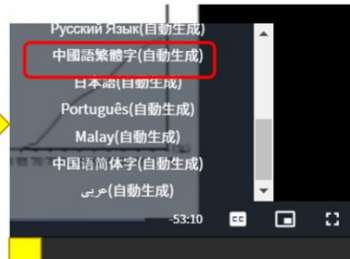 Русский Язык(自動生成)
中國語繁體字(自動生成)
日本語(自動生成)
Português(自動生成)
Malay(自動生成)
中国语简体字(自動生成)
عربى(自動生成)
-53:10
CC